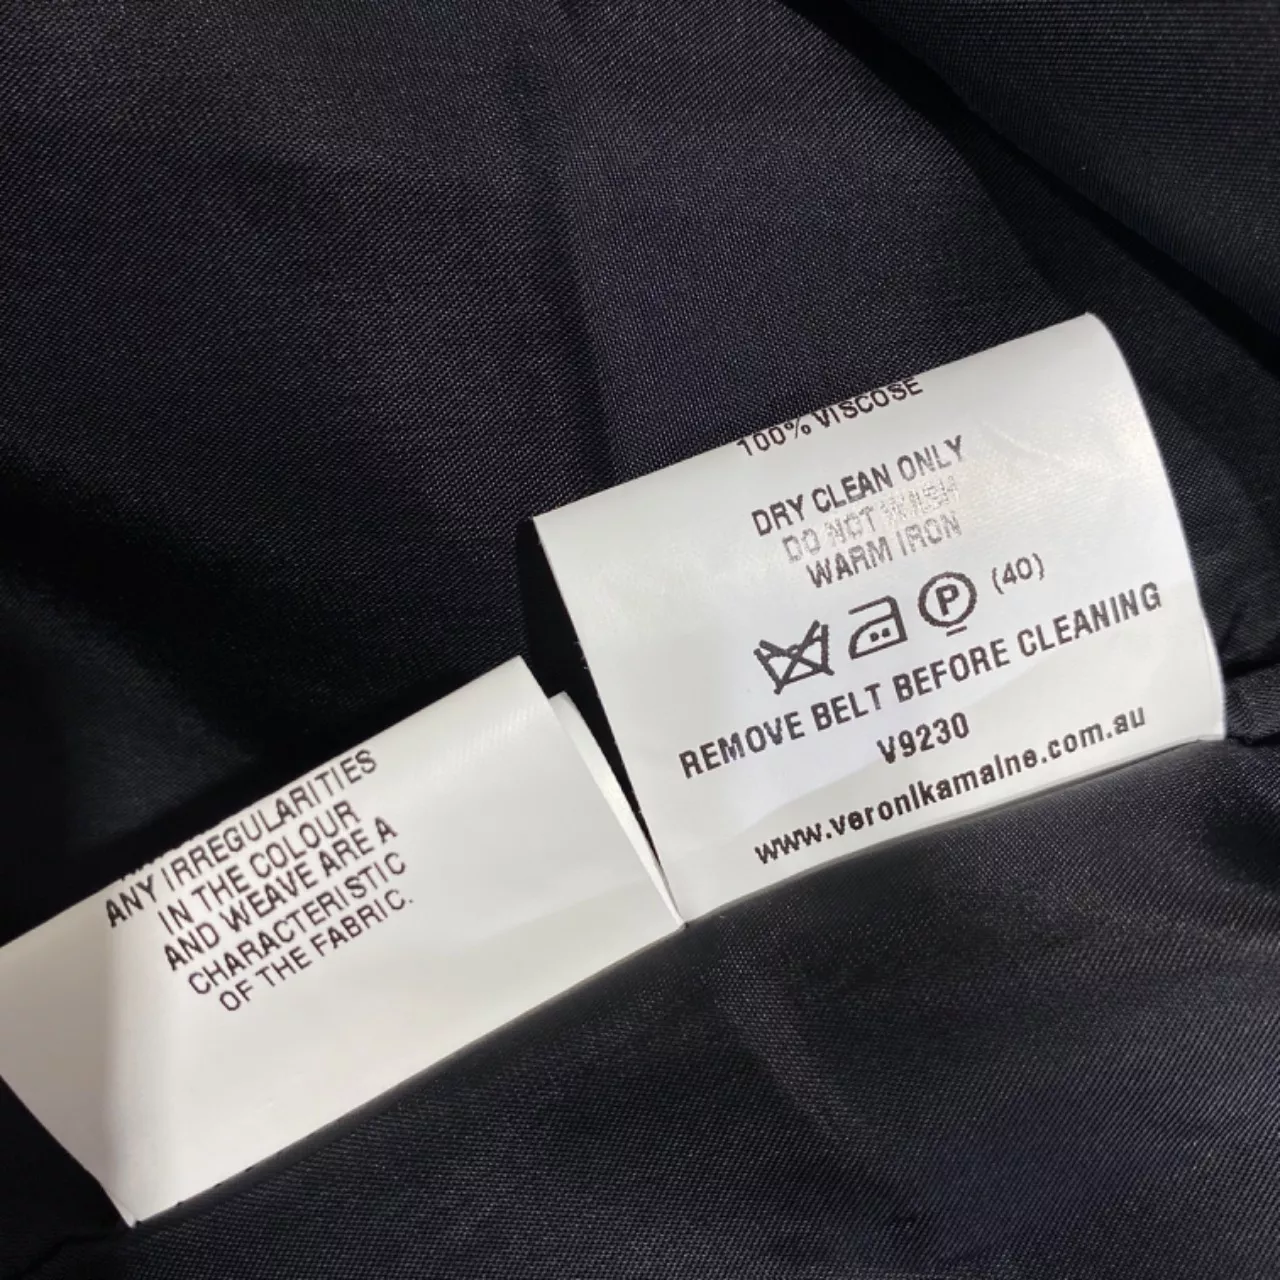 100% VISCOSE
DRY CLEAN ONLY
DO NOT WASH
WARM IRON
P (40)
REMOVE BELT BEFORE CLEANING
V9230
www.veronikamaine.com.au
ANY IRREGULARITIES
IN THE COLOUR
AND WEAVE ARE A
CHARACTERISTIC
OF THE FABRIC.